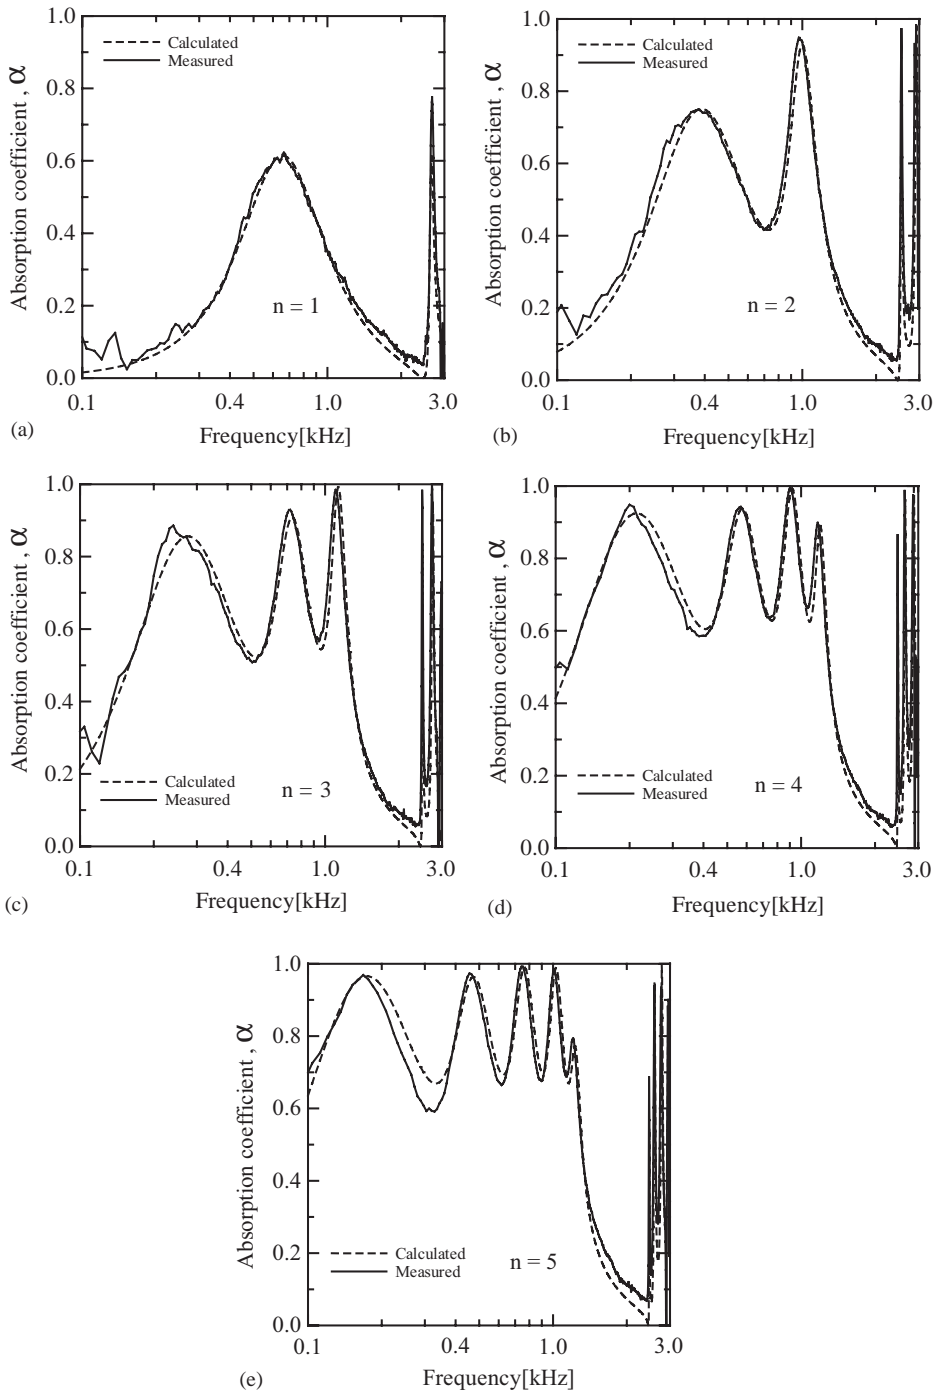 1.0
Calculated
Measured
0.8
0.6
0.4
0.2
0.0
Absorption coefficient , α
n = 1
0.1 0.4 1.0 3.0
Frequency[kHz]
(a)
1.0
Calculated
Measured
0.8
0.6
0.4
0.2
0.0
Absorption coefficient , α
n = 2
0.1 0.4 1.0 3.0
Frequency[kHz]
(b)
1.0
0.8
0.6
0.4
0.2
0.0
Absorption coefficient , α
Calculated
Measured
n = 3
0.1 0.4 1.0 3.0
Frequency[kHz]
(c)
1.0
0.8
0.6
0.4
0.2
0.0
Absorption coefficient , α
Calculated
Measured
n = 4
0.1 0.4 1.0 3.0
Frequency[kHz]
(d)
1.0
0.8
0.6
0.4
0.2
0.0
Absorption coefficient , α
Calculated
Measured
n = 5
0.1 0.4 1.0 3.0
Frequency[kHz]
(e)